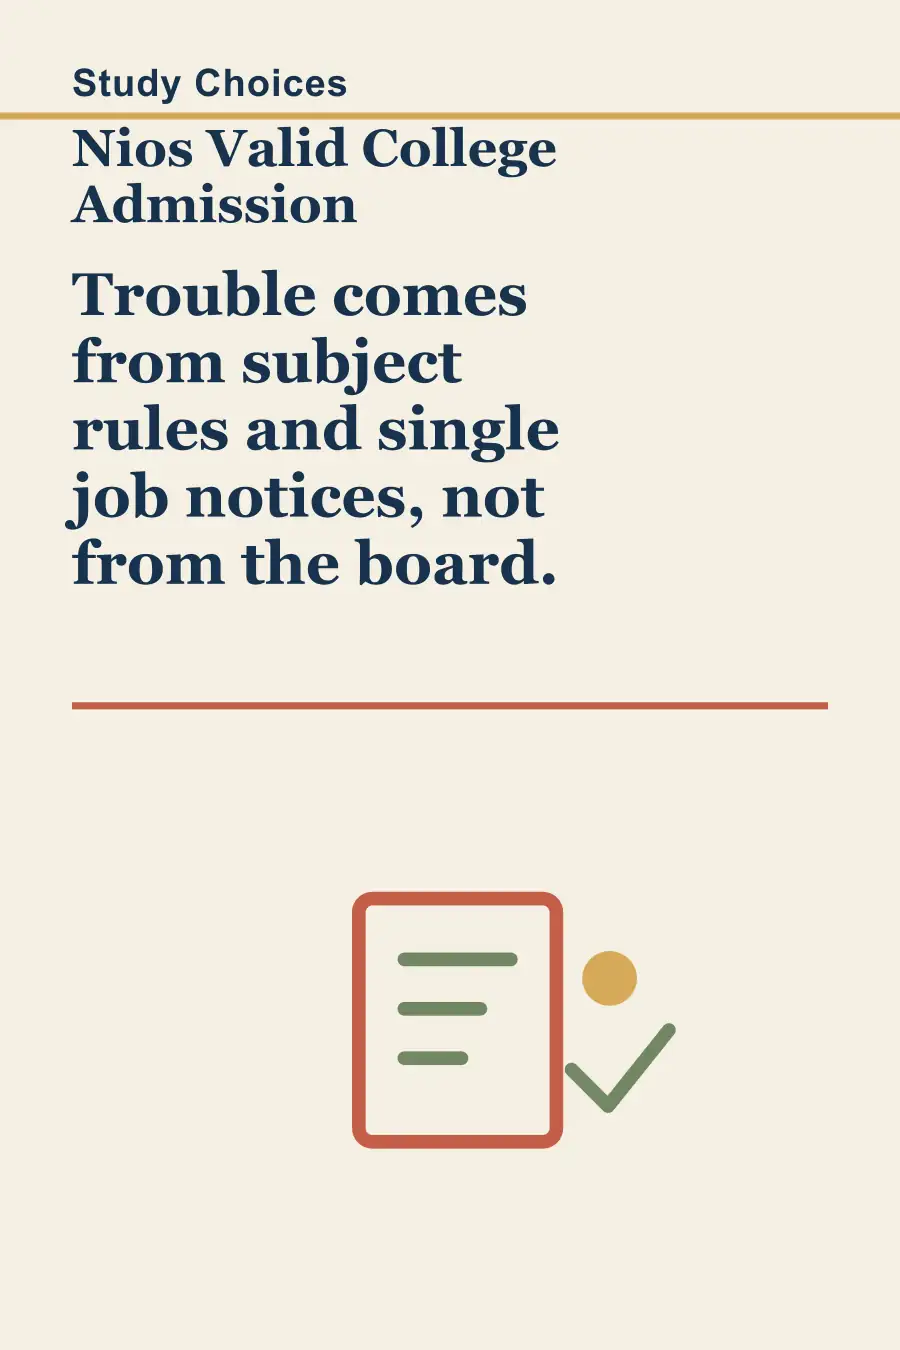 Study Choices
Nios Valid College
Admission
Trouble comes
from subject
rules and single
job notices, not
from the board.